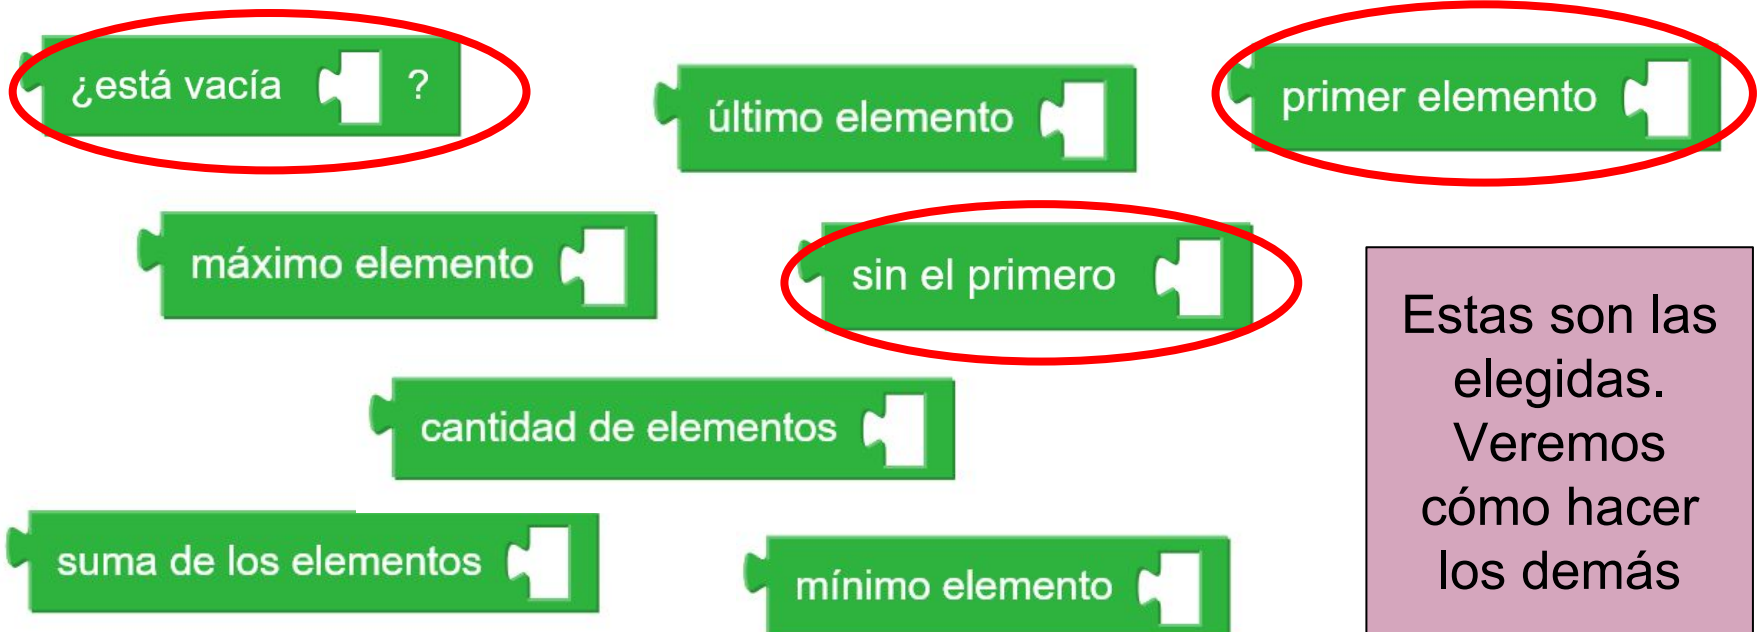 ¿está vacía ?
último elemento
primer elemento
máximo elemento
sin el primero
cantidad de elementos
suma de los elementos
mínimo elemento
Estas son las
elegidas.
Veremos
cómo hacer
los demás